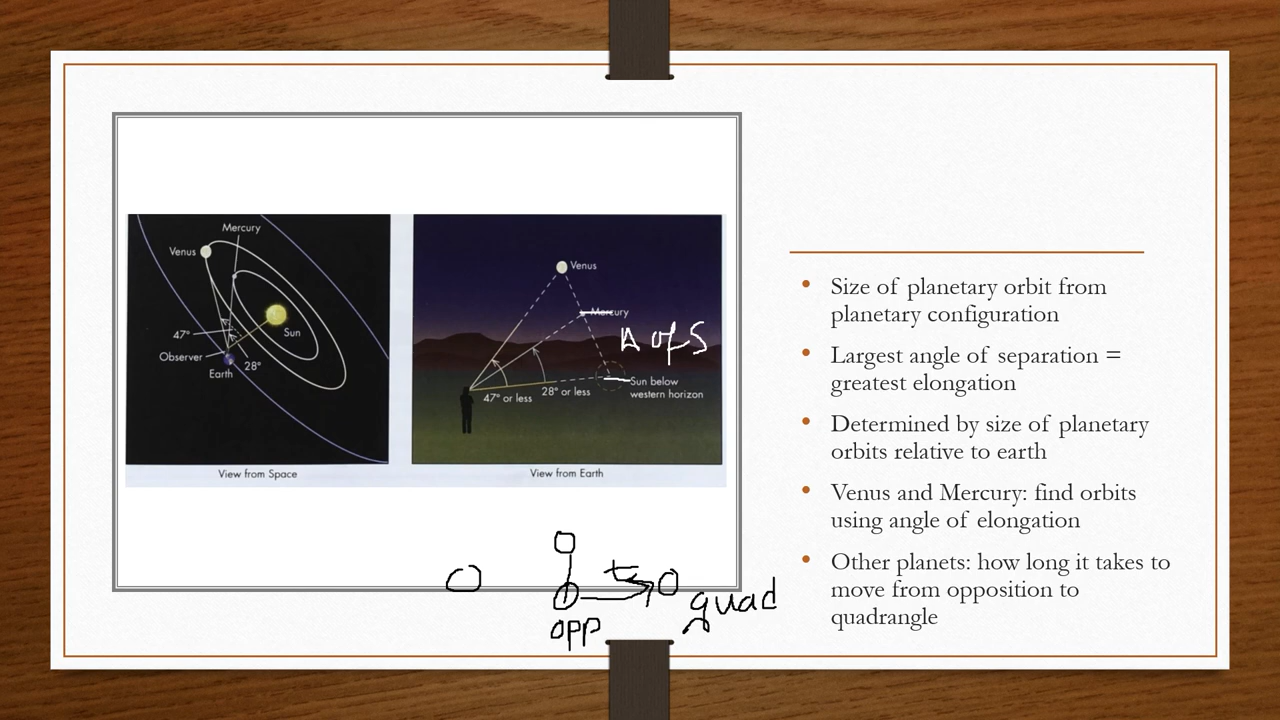 Mercury
Venus
47°
Sun
Observer
Earth
28°
View from Space
Venus
Mercury
n of S
47° or less
28° or less
Sun below
western horizon
View from Earth
opp
quad
Size of planetary orbit from
planetary configuration
Largest angle of separation =
greatest elongation
Determined by size of planetary
orbits relative to earth
Venus and Mercury: find orbits
using angle of elongation
Other planets: how long it takes to
move from opposition to
quadrangle